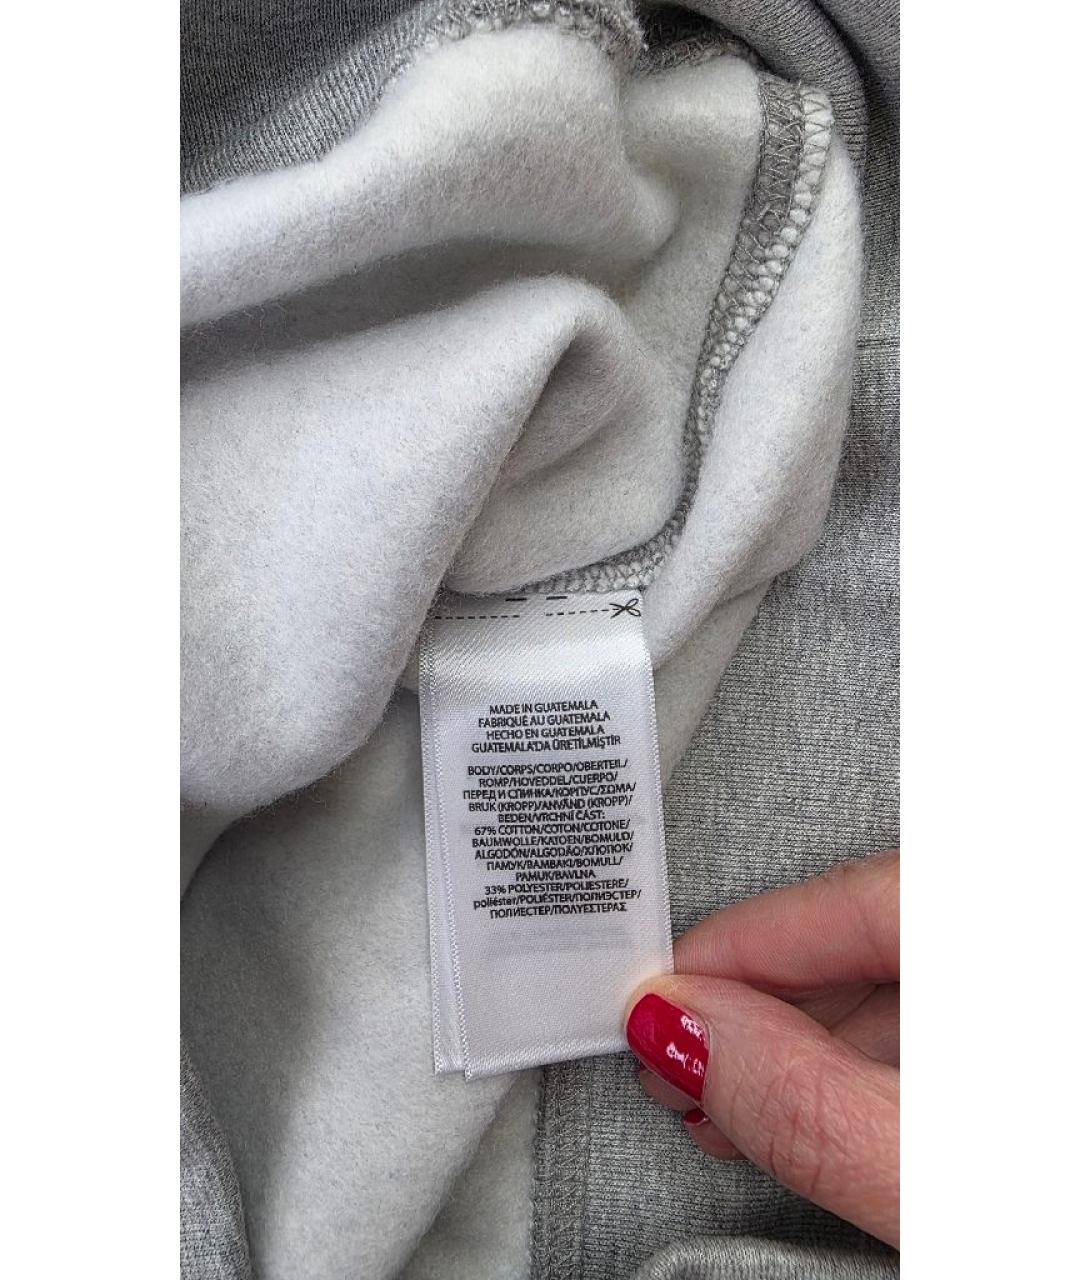 MADE IN GUATEMALA
FABRIQUÉ AU GUATEMALA
HECHO EN GUATEMALA
GUATEMALA'DA ÜRETİLMİŞTİR
BODY/CORPS/CORPO/OBERTEIL/
ROMP/HOVEDDEL/CUERPO/
ПЕРЕД И СПИНКА/КОРПУС/ΣΩΜΑ/
BRUK (KROPP)/ANVÄND (KROPP)/
BEDEN/VRCHNÍ ČÁST:
67% COTTON/COTON/COTONE/
BAUMWOLLE/KATOEN/BOMULD/
ALGODÓN/ALGODÃO/ХЛОПОК/
ПАМУК/ΒΑΜΒΑΚΙ/BOMULL/
PAMUK/BAVLNA
33% POLYESTER/POLIESTERE/
poliéster/POLIÉSTER/ПОЛИЭСТЕР/
ПОЛИЕСТЕР/ΠΟΛΥΕΣΤΕΡΑΣ